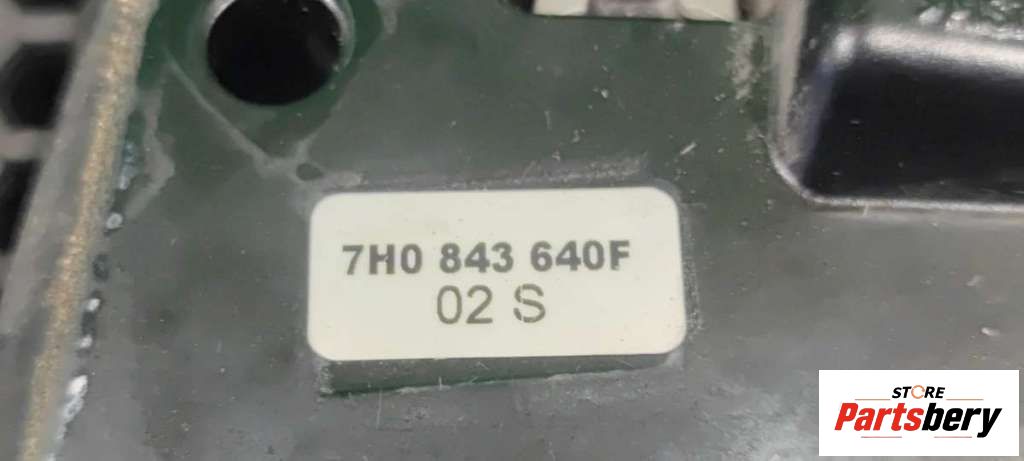 7H0 843 640F
02 S
STORE
Partsbery